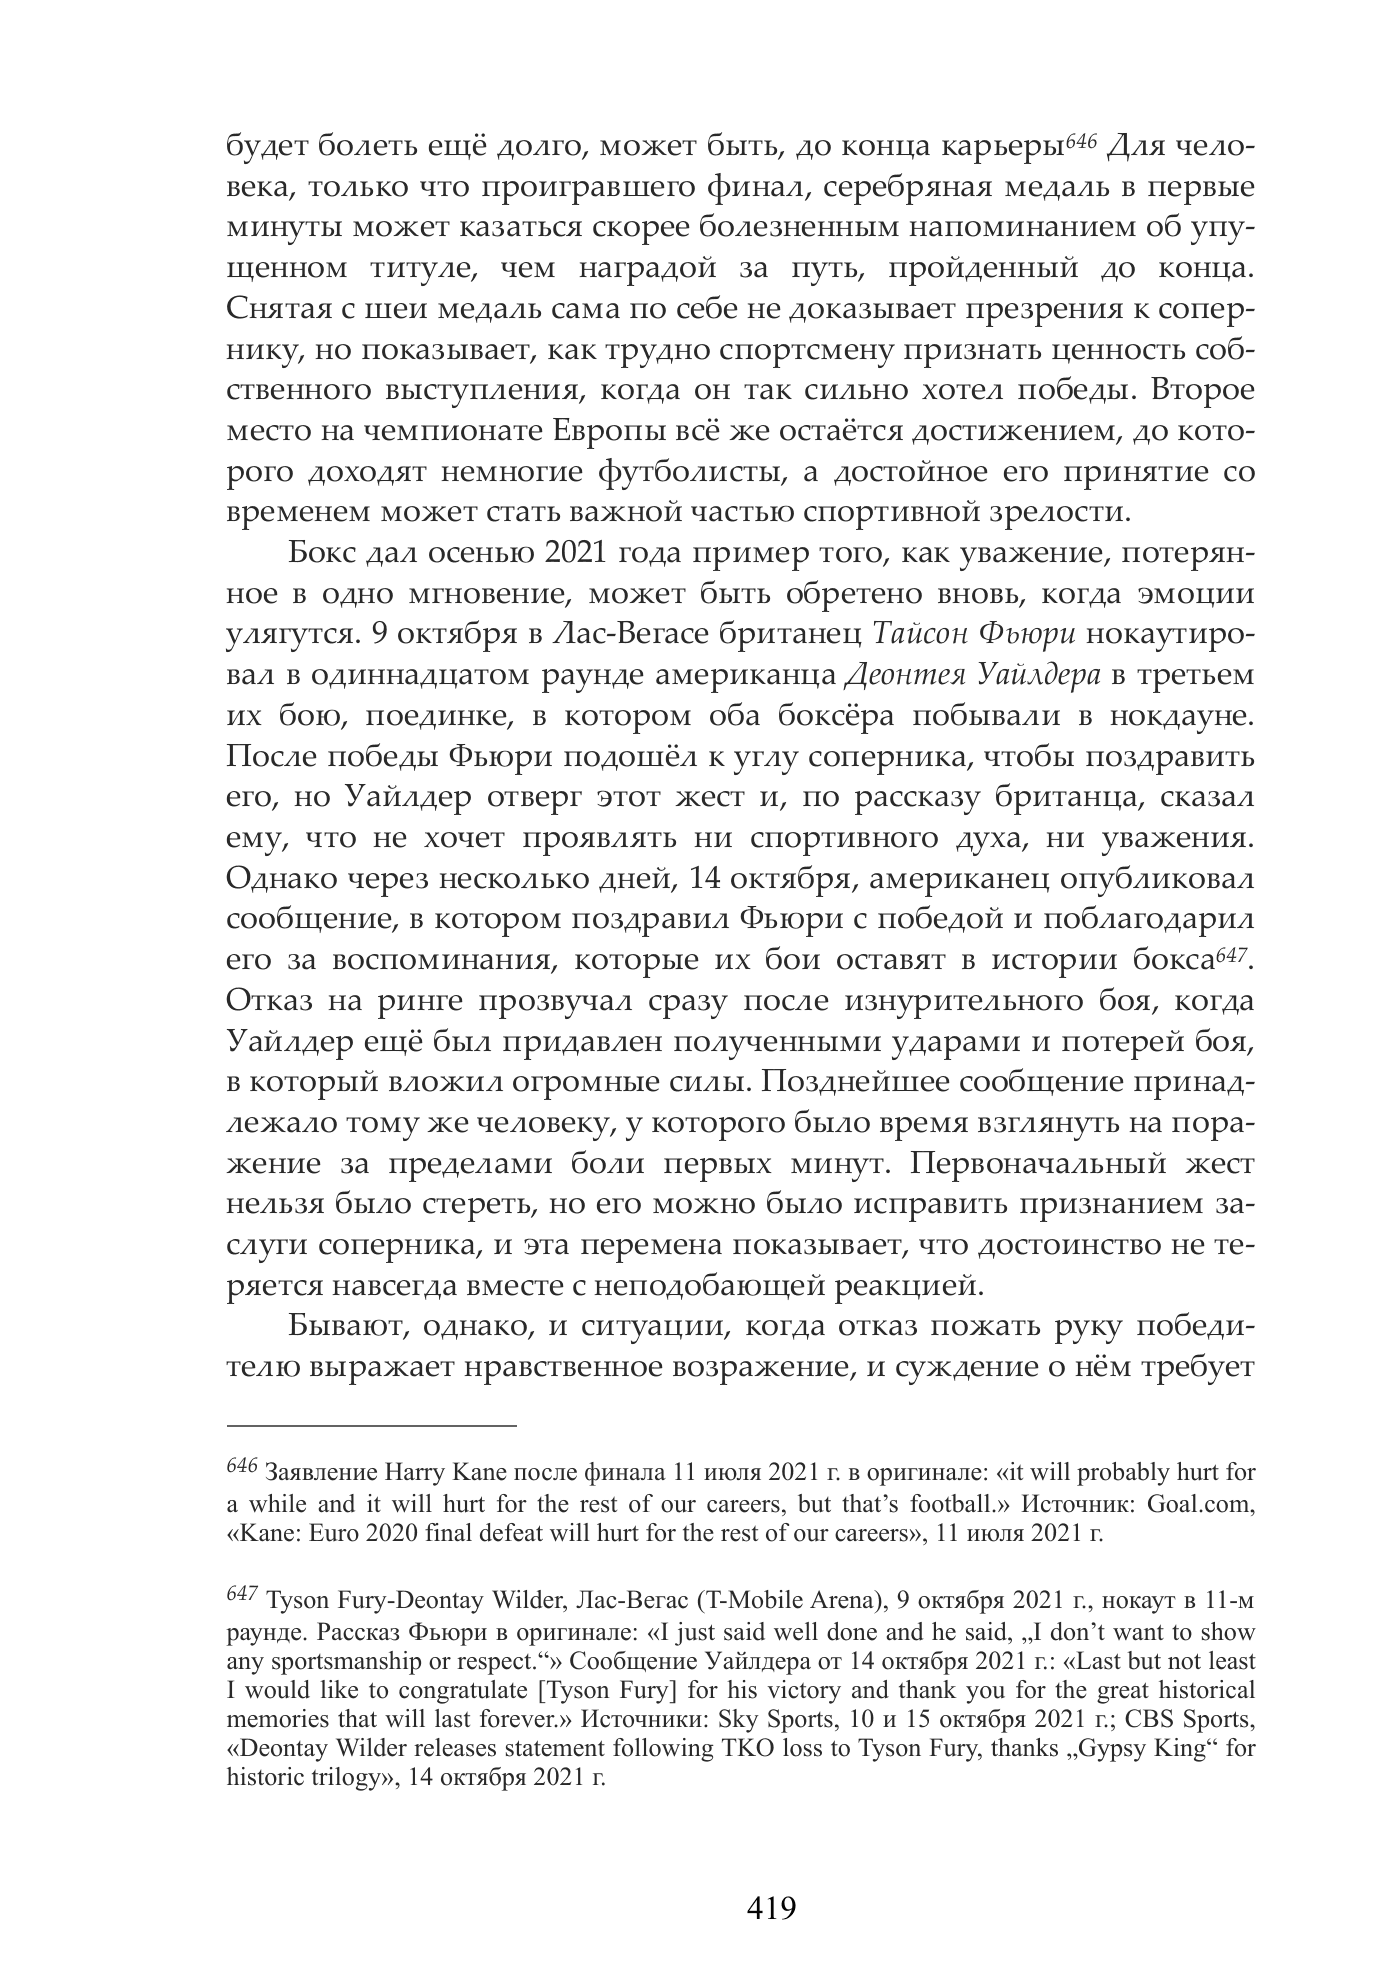 будет болеть ещё долго, может быть, до конца карьеры646 Для чело-
века, только что проигравшего финал, серебряная медаль в первые
минуты может казаться скорее болезненным напоминанием об упу-
щенном титуле, чем наградой за путь, пройденный до конца.
Снятая с шеи медаль сама по себе не доказывает презрения к сопер-
нику, но показывает, как трудно спортсмену признать ценность соб-
ственного выступления, когда он так сильно хотел победы. Второе
место на чемпионате Европы всё же остаётся достижением, до кото-
рого доходят немногие футболисты, а достойное его принятие со
временем может стать важной частью спортивной зрелости.
Бокс дал осенью 2021 года пример того, как уважение, потерян-
ное в одно мгновение, может быть обретено вновь, когда эмоции
улягутся. 9 октября в Лас-Вегасе британец Тайсон Фьюри нокаутиро-
вал в одиннадцатом раунде американца Деонтея Уайлдера в третьем
их бою, поединке, в котором оба боксёра побывали в нокдауне.
После победы Фьюри подошёл к углу соперника, чтобы поздравить
его, но Уайлдер отверг этот жест и, по рассказу британца, сказал
ему, что не хочет проявлять ни спортивного духа, ни уважения.
Однако через несколько дней, 14 октября, американец опубликовал
сообщение, в котором поздравил Фьюри с победой и поблагодарил
его за воспоминания, которые их бои оставят в истории бокса647.
Отказ на ринге прозвучал сразу после изнурительного боя, когда
Уайлдер ещё был придавлен полученными ударами и потерей боя,
в который вложил огромные силы. Позднейшее сообщение принад-
лежало тому же человеку, у которого было время взглянуть на пора-
жение за пределами боли первых минут. Первоначальный жест
нельзя было стереть, но его можно было исправить признанием за-
слуги соперника, и эта перемена показывает, что достоинство не те-
ряется навсегда вместе с неподобающей реакцией.
Бывают, однако, и ситуации, когда отказ пожать руку победи-
телю выражает нравственное возражение, и суждение о нём требует
646 Заявление Harry Kane после финала 11 июля 2021 г. в оригинале: «it will probably hurt for
a while and it will hurt for the rest of our careers, but that’s football.» Источник: Goal.com,
«Kane: Euro 2020 final defeat will hurt for the rest of our careers», 11 июля 2021 г.
647 Tyson Fury-Deontay Wilder, Лас-Вегас (T-Mobile Arena), 9 октября 2021 г., нокаут в 11-м
раунде. Рассказ Фьюри в оригинале: «I just said well done and he said, „I don’t want to show
any sportsmanship or respect.“» Сообщение Уайлдера от 14 октября 2021 г.: «Last but not least
I would like to congratulate [Tyson Fury] for his victory and thank you for the great historical
memories that will last forever.» Источники: Sky Sports, 10 и 15 октября 2021 г.; CBS Sports,
«Deontay Wilder releases statement following TKO loss to Tyson Fury, thanks „Gypsy King“ for
historic trilogy», 14 октября 2021 г.
419